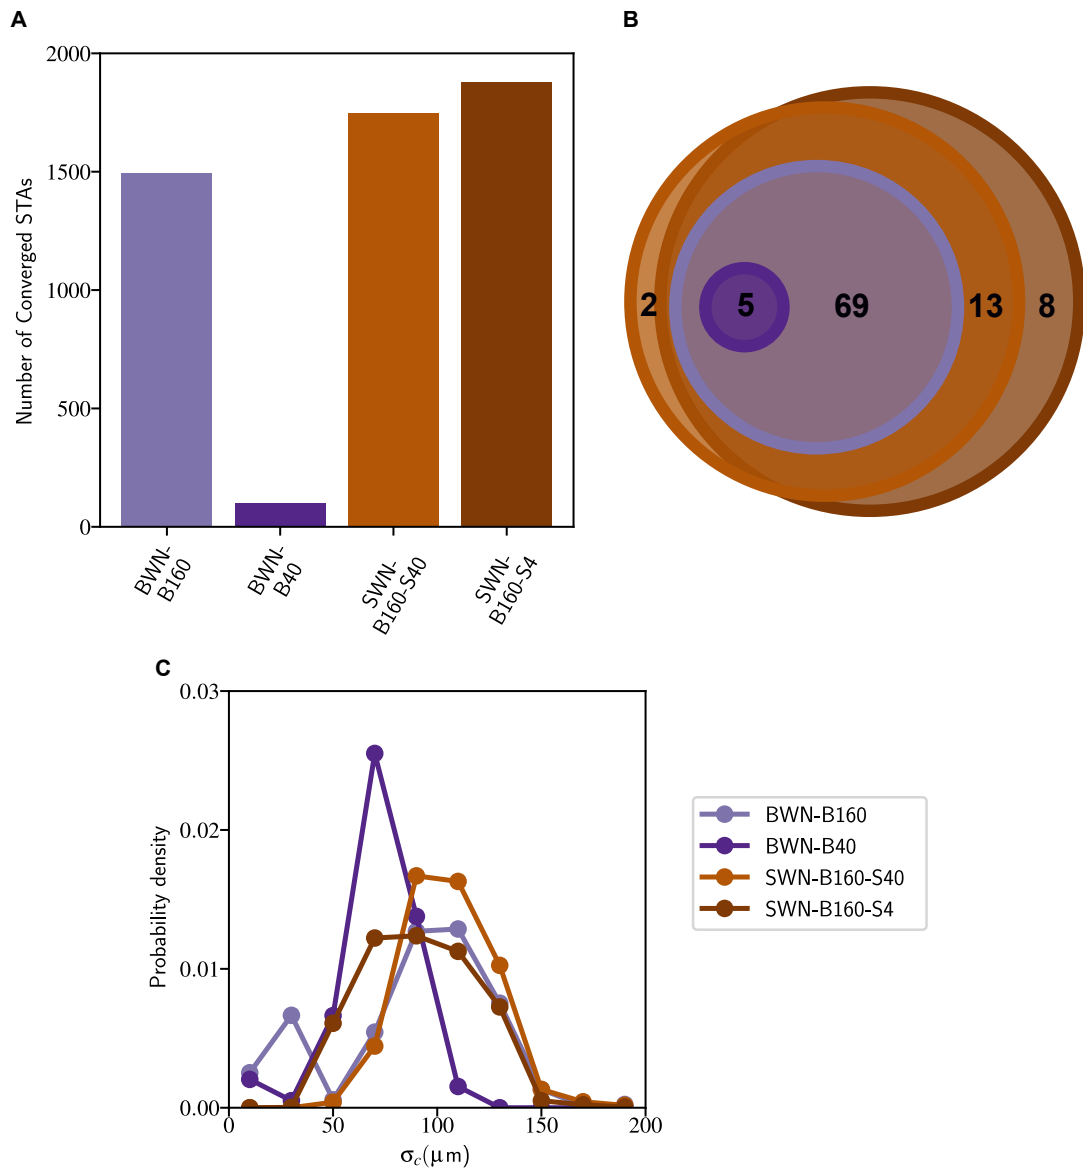 A
B
2000
1500
1000
500
0
Number of Converged STAs
BWN-
B160
BWN-
B40
SWN-
B160-S40
SWN-
B160-S4
2
5
69
13
8
C
0.03
0.02
0.01
0.00
Probability density
0
50
100
150
200
σc(μm)
BWN-B160
BWN-B40
SWN-B160-S40
SWN-B160-S4